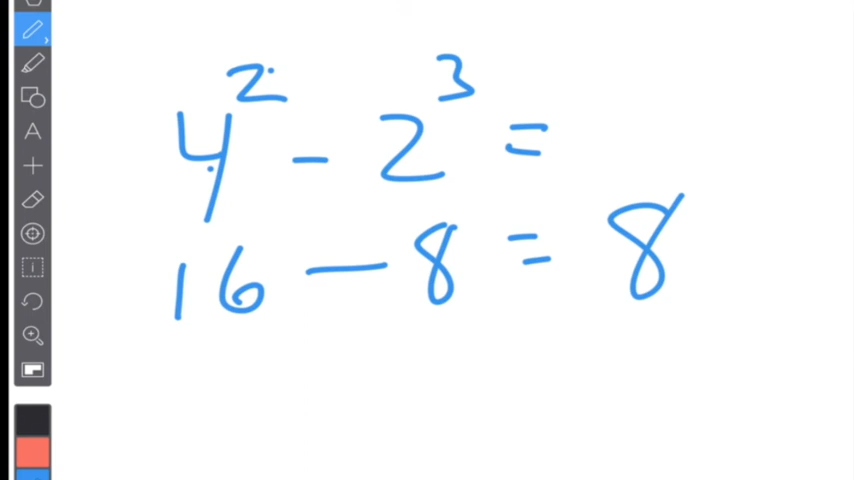 4² - 2³ =
16 - 8 = 8